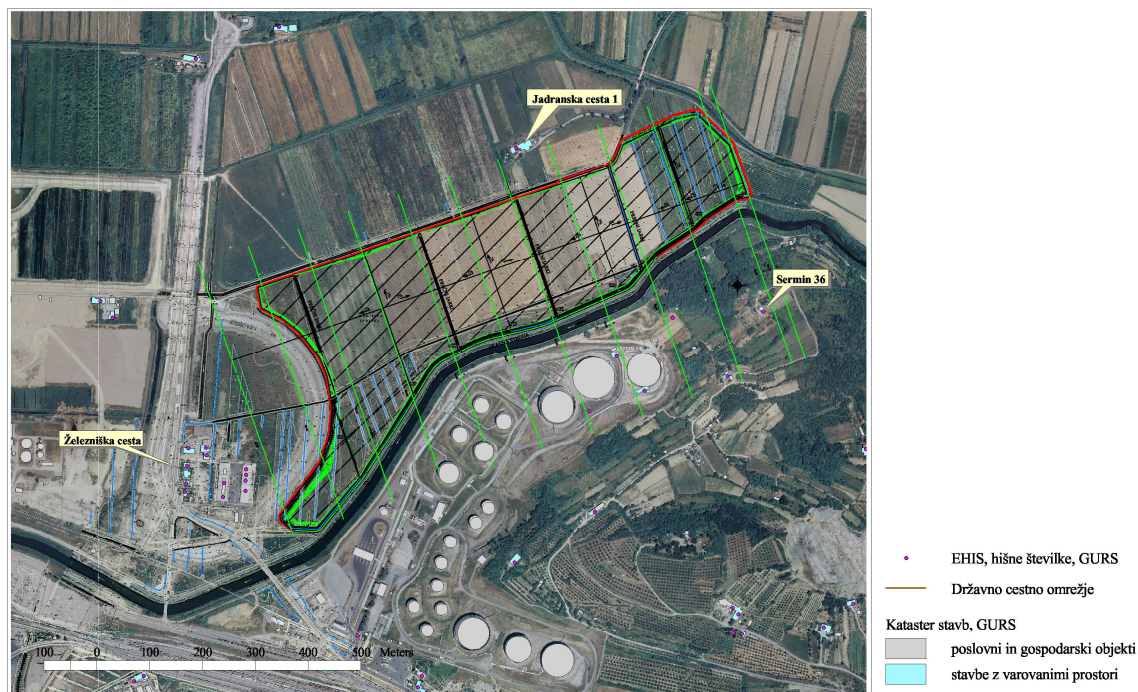 Jadranska cesta 1
Sermin 36
Železniška cesta
100 0 100 200 300 400 500 Meters
EHIS, hišne številke, GURS
Državno cestno omrežje
Kataster stavb, GURS
poslovni in gospodarski objekti
stavbe z varovanimi prostori